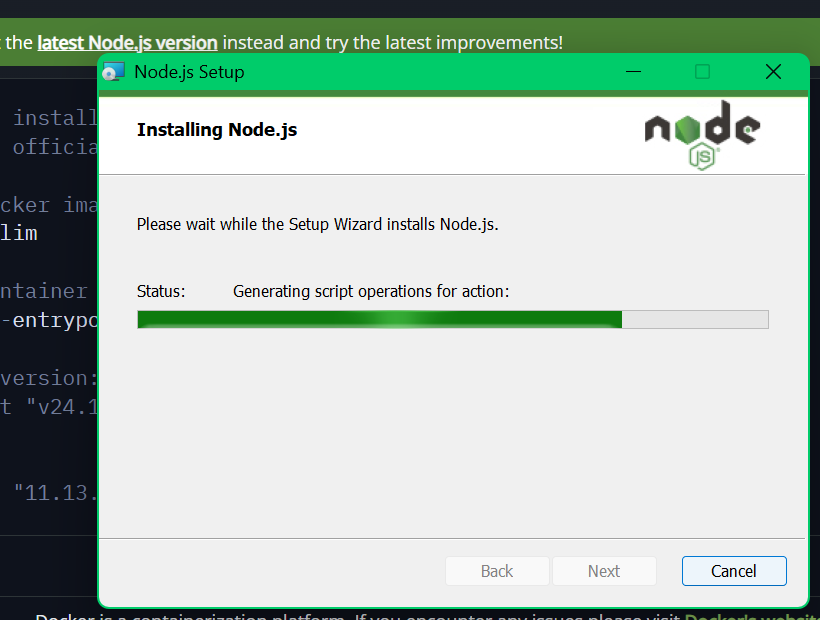 the latest Node.js version instead and try the latest improvements!
Node.js Setup
install
officia
Installing Node.js
node
JS
cker ima
lim
Please wait while the Setup Wizard installs Node.js.
ntainer
-entrypo
Status: Generating script operations for action:
version:
t "v24.1
"11.13.
Back Next Cancel
Docker is a containerization platform. If you encounter any issues please visit Docker's website